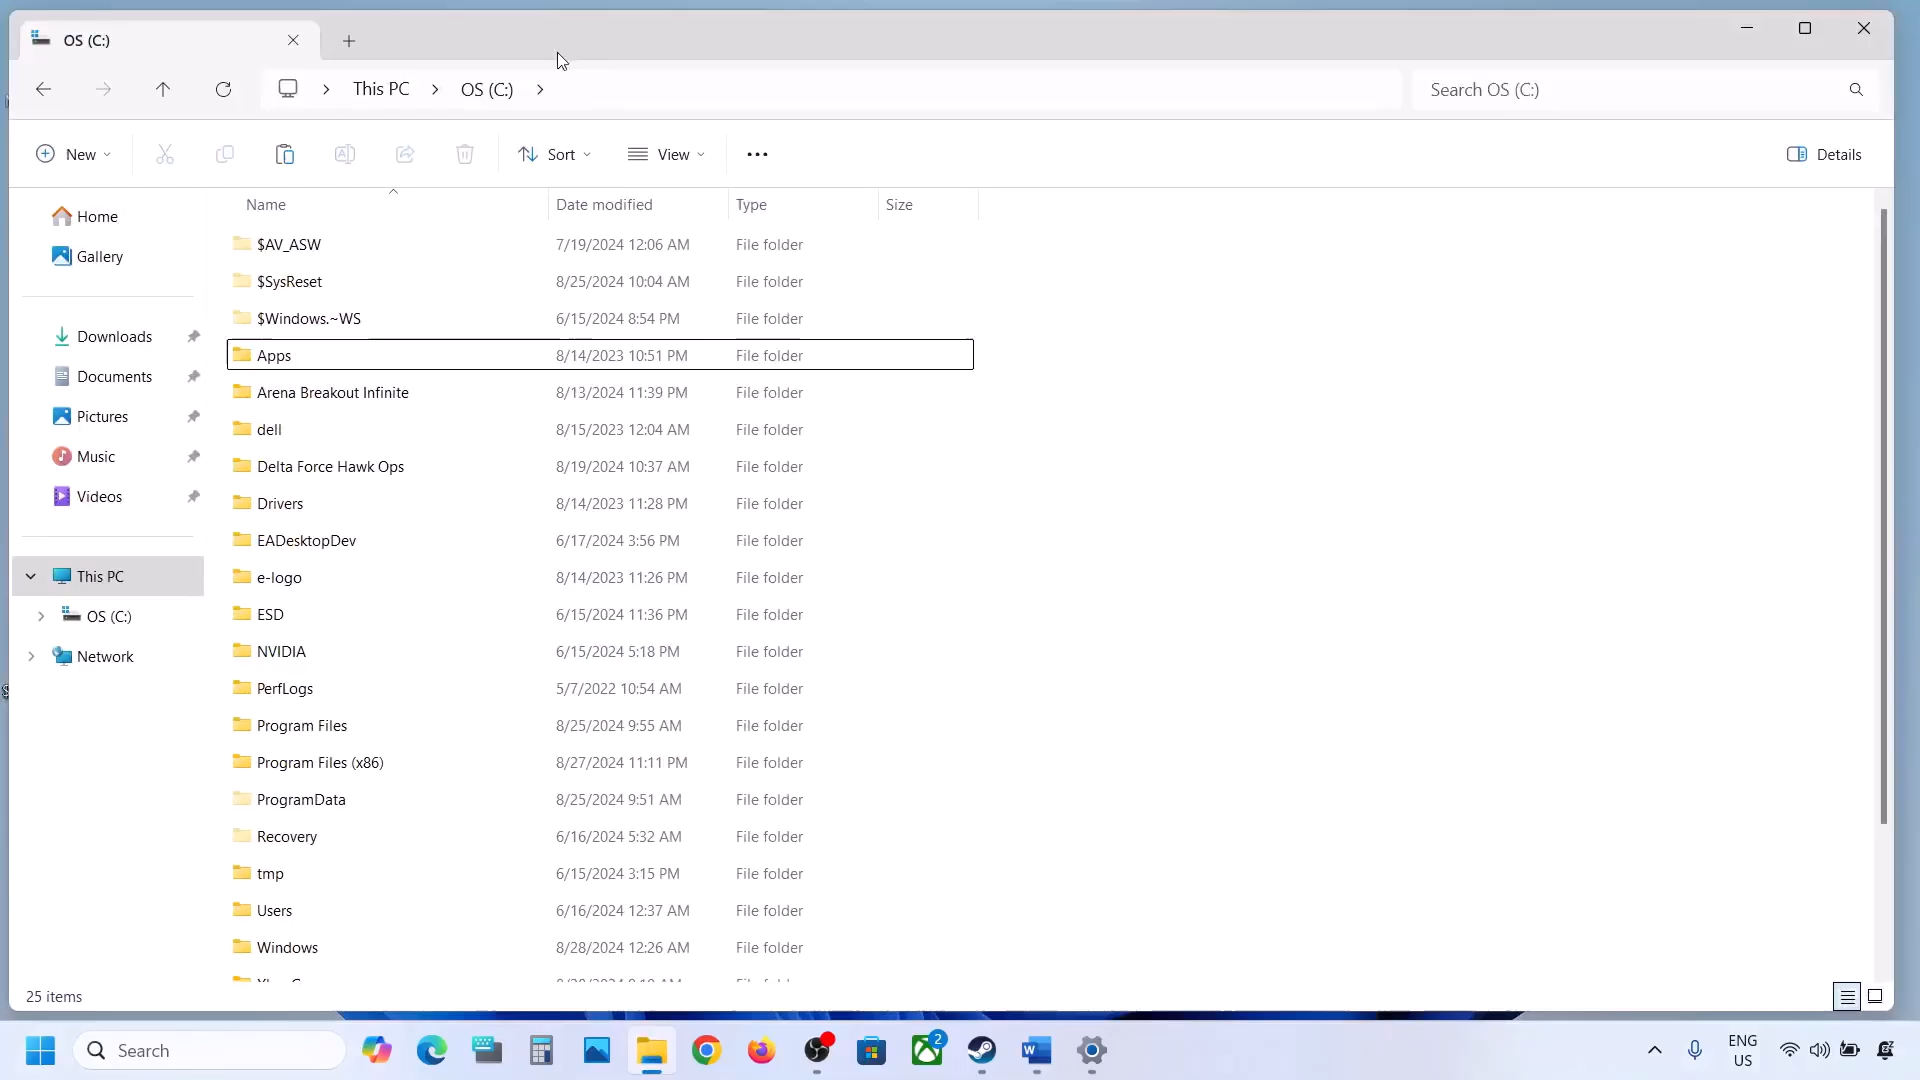 OS (C:)
This PC
OS (C:)
Search OS (C:)
New
Sort
View
Details
Name
Date modified
Type
Size
Home
Gallery
Downloads
Documents
Pictures
Music
Videos
This PC
OS (C:)
Network
$AV_ASW 7/19/2024 12:06 AM File folder
$SysReset 8/25/2024 10:04 AM File folder
$Windows.~WS 6/15/2024 8:54 PM File folder
Apps 8/14/2023 10:51 PM File folder
Arena Breakout Infinite 8/13/2024 11:39 PM File folder
dell 8/15/2023 12:04 AM File folder
Delta Force Hawk Ops 8/19/2024 10:37 AM File folder
Drivers 8/14/2023 11:28 PM File folder
EADesktopDev 6/17/2024 3:56 PM File folder
e-logo 8/14/2023 11:26 PM File folder
ESD 6/15/2024 11:36 PM File folder
NVIDIA 6/15/2024 5:18 PM File folder
PerfLogs 5/7/2022 10:54 AM File folder
Program Files 8/25/2024 9:55 AM File folder
Program Files (x86) 8/27/2024 11:11 PM File folder
ProgramData 8/25/2024 9:51 AM File folder
Recovery 6/16/2024 5:32 AM File folder
tmp 6/15/2024 3:15 PM File folder
Users 6/16/2024 12:37 AM File folder
Windows 8/28/2024 12:26 AM File folder
25 items
Search
2
ENG
US